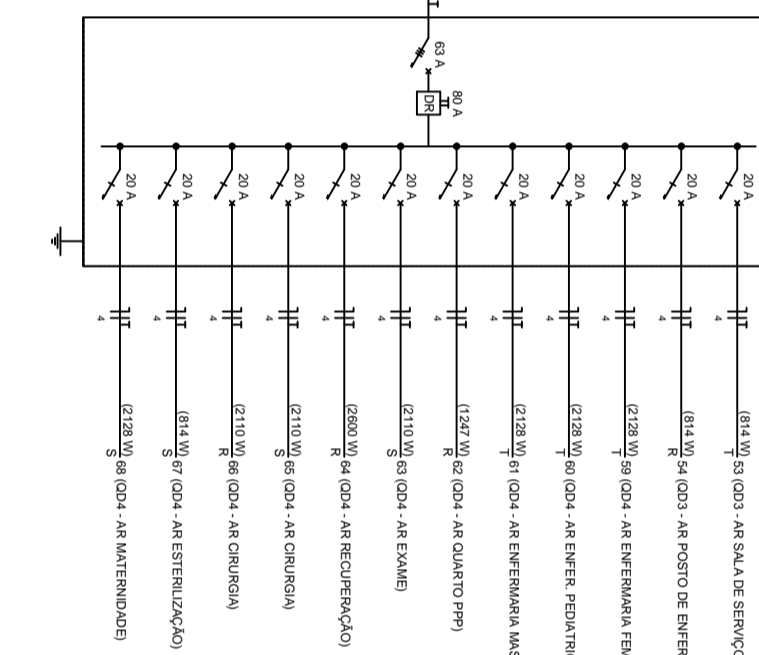 63 A
80 A
DR
20 A
4
(814 W)
T
53 (QD3 - AR SALA DE SERVIÇO
20 A
4
(814 W)
R
54 (QD3 - AR POSTO DE ENFER
20 A
4
(2128 W)
T
59 (QD4 - AR ENFERMARIA FEM
20 A
4
(2128 W)
T
60 (QD4 - AR ENFER. PEDIATRI
20 A
4
(2128 W)
T
61 (QD4 - AR ENFERMARIA MAS
20 A
4
(1247 W)
R
62 (QD4 - AR QUARTO PPP)
20 A
4
(2110 W)
S
63 (QD4 - AR EXAME)
20 A
4
(2600 W)
R
64 (QD4 - AR RECUPERAÇÃO)
20 A
4
(2110 W)
S
65 (QD4 - AR CIRURGIA)
20 A
4
(2110 W)
R
66 (QD4 - AR CIRURGIA)
20 A
4
(814 W)
S
67 (QD4 - AR ESTERILIZAÇÃO)
20 A
4
(2128 W)
S
68 (QD4 - AR MATERNIDADE)